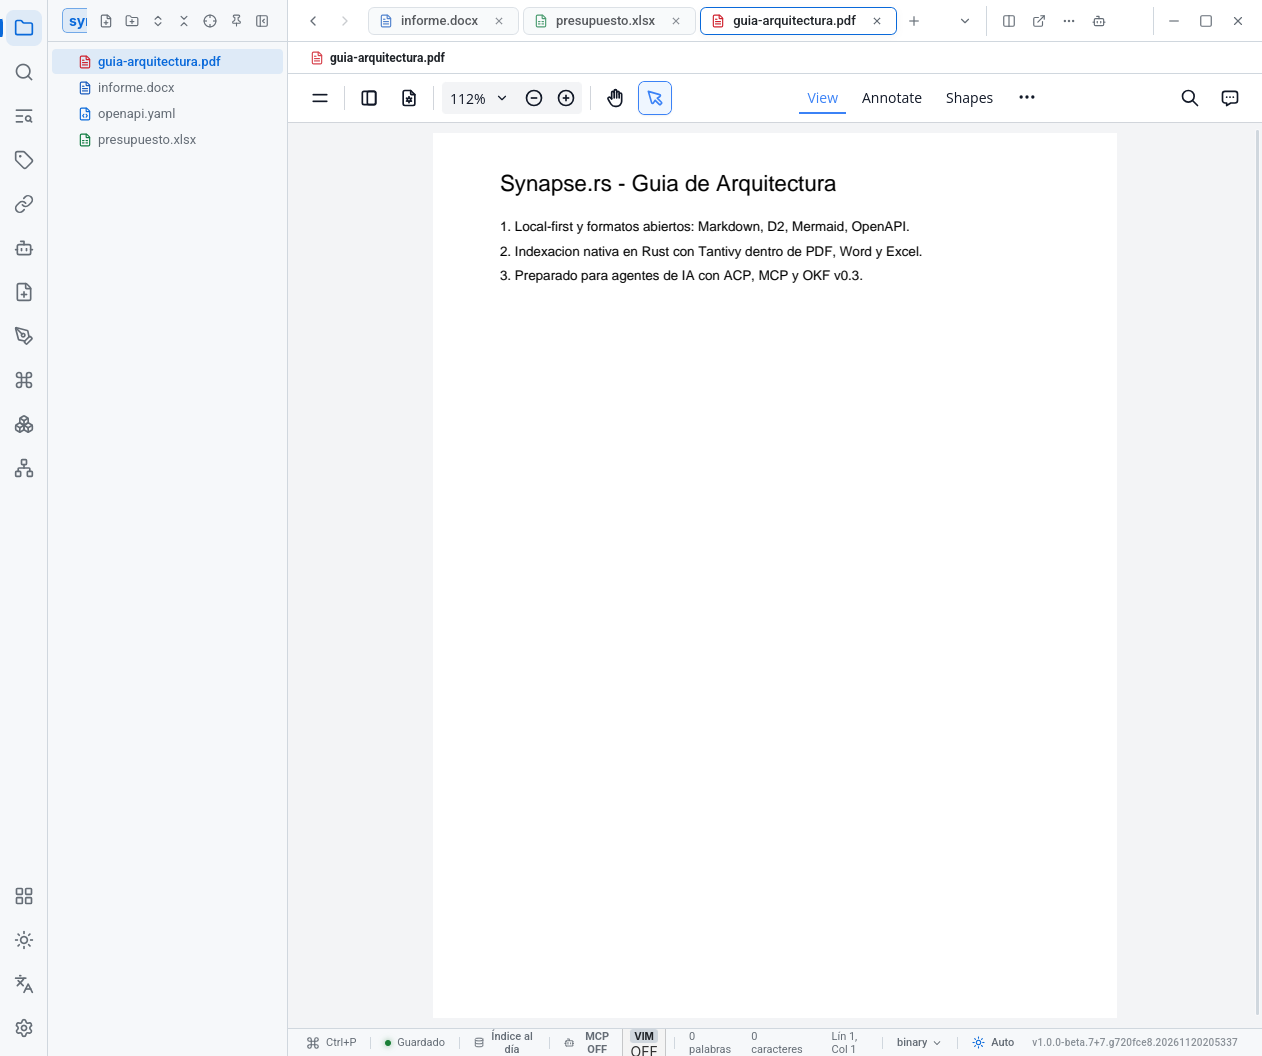 sy
informe.docx
presupuesto.xlsx
guia-arquitectura.pdf
guia-arquitectura.pdf
informe.docx
openapi.yaml
presupuesto.xlsx
guia-arquitectura.pdf
112%
View
Annotate
Shapes
Synapse.rs - Guia de Arquitectura
1. Local-first y formatos abiertos: Markdown, D2, Mermaid, OpenAPI.
2. Indexacion nativa en Rust con Tantivy dentro de PDF, Word y Excel.
3. Preparado para agentes de IA con ACP, MCP y OKF v0.3.
Ctrl+P
Guardado
Índice al
día
MCP
OFF
VIM
OFF
0
palabras
0
caracteres
Lín 1,
Col 1
binary
Auto
v1.0.0-beta.7+7.g720fce8.20261120205337